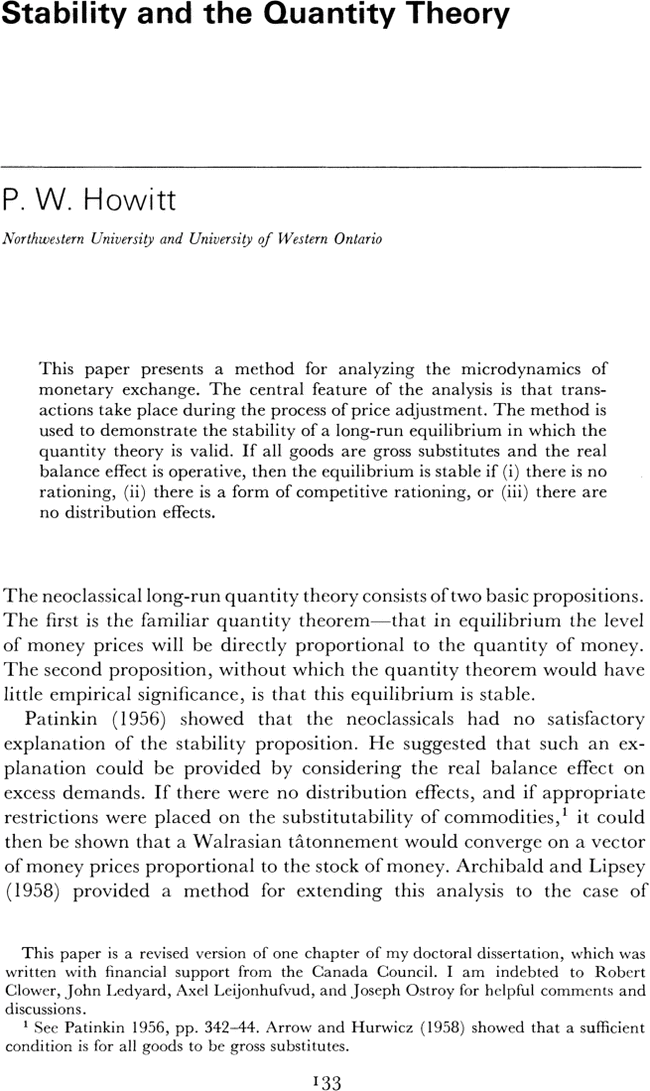 Stability and the Quantity Theory
P. W. Howitt
Northwestern University and University of Western Ontario
This paper presents a method for analyzing the microdynamics of
monetary exchange. The central feature of the analysis is that trans-
actions take place during the process of price adjustment. The method is
used to demonstrate the stability of a long-run equilibrium in which the
quantity theory is valid. If all goods are gross substitutes and the real
balance effect is operative, then the equilibrium is stable if (i) there is no
rationing, (ii) there is a form of competitive rationing, or (iii) there are
no distribution effects.
The neoclassical long-run quantity theory consists of two basic propositions.
The first is the familiar quantity theorem—that in equilibrium the level
of money prices will be directly proportional to the quantity of money.
The second proposition, without which the quantity theorem would have
little empirical significance, is that this equilibrium is stable.
Patinkin (1956) showed that the neoclassicals had no satisfactory
explanation of the stability proposition. He suggested that such an ex-
planation could be provided by considering the real balance effect on
excess demands. If there were no distribution effects, and if appropriate
restrictions were placed on the substitutability of commodities,¹ it could
then be shown that a Walrasian tâtonnement would converge on a vector
of money prices proportional to the stock of money. Archibald and Lipsey
(1958) provided a method for extending this analysis to the case of
This paper is a revised version of one chapter of my doctoral dissertation, which was
written with financial support from the Canada Council. I am indebted to Robert
Clower, John Ledyard, Axel Leijonhufvud, and Joseph Ostroy for helpful comments and
discussions.
¹ See Patinkin 1956, pp. 342–44. Arrow and Hurwicz (1958) showed that a sufficient
condition is for all goods to be gross substitutes.
133